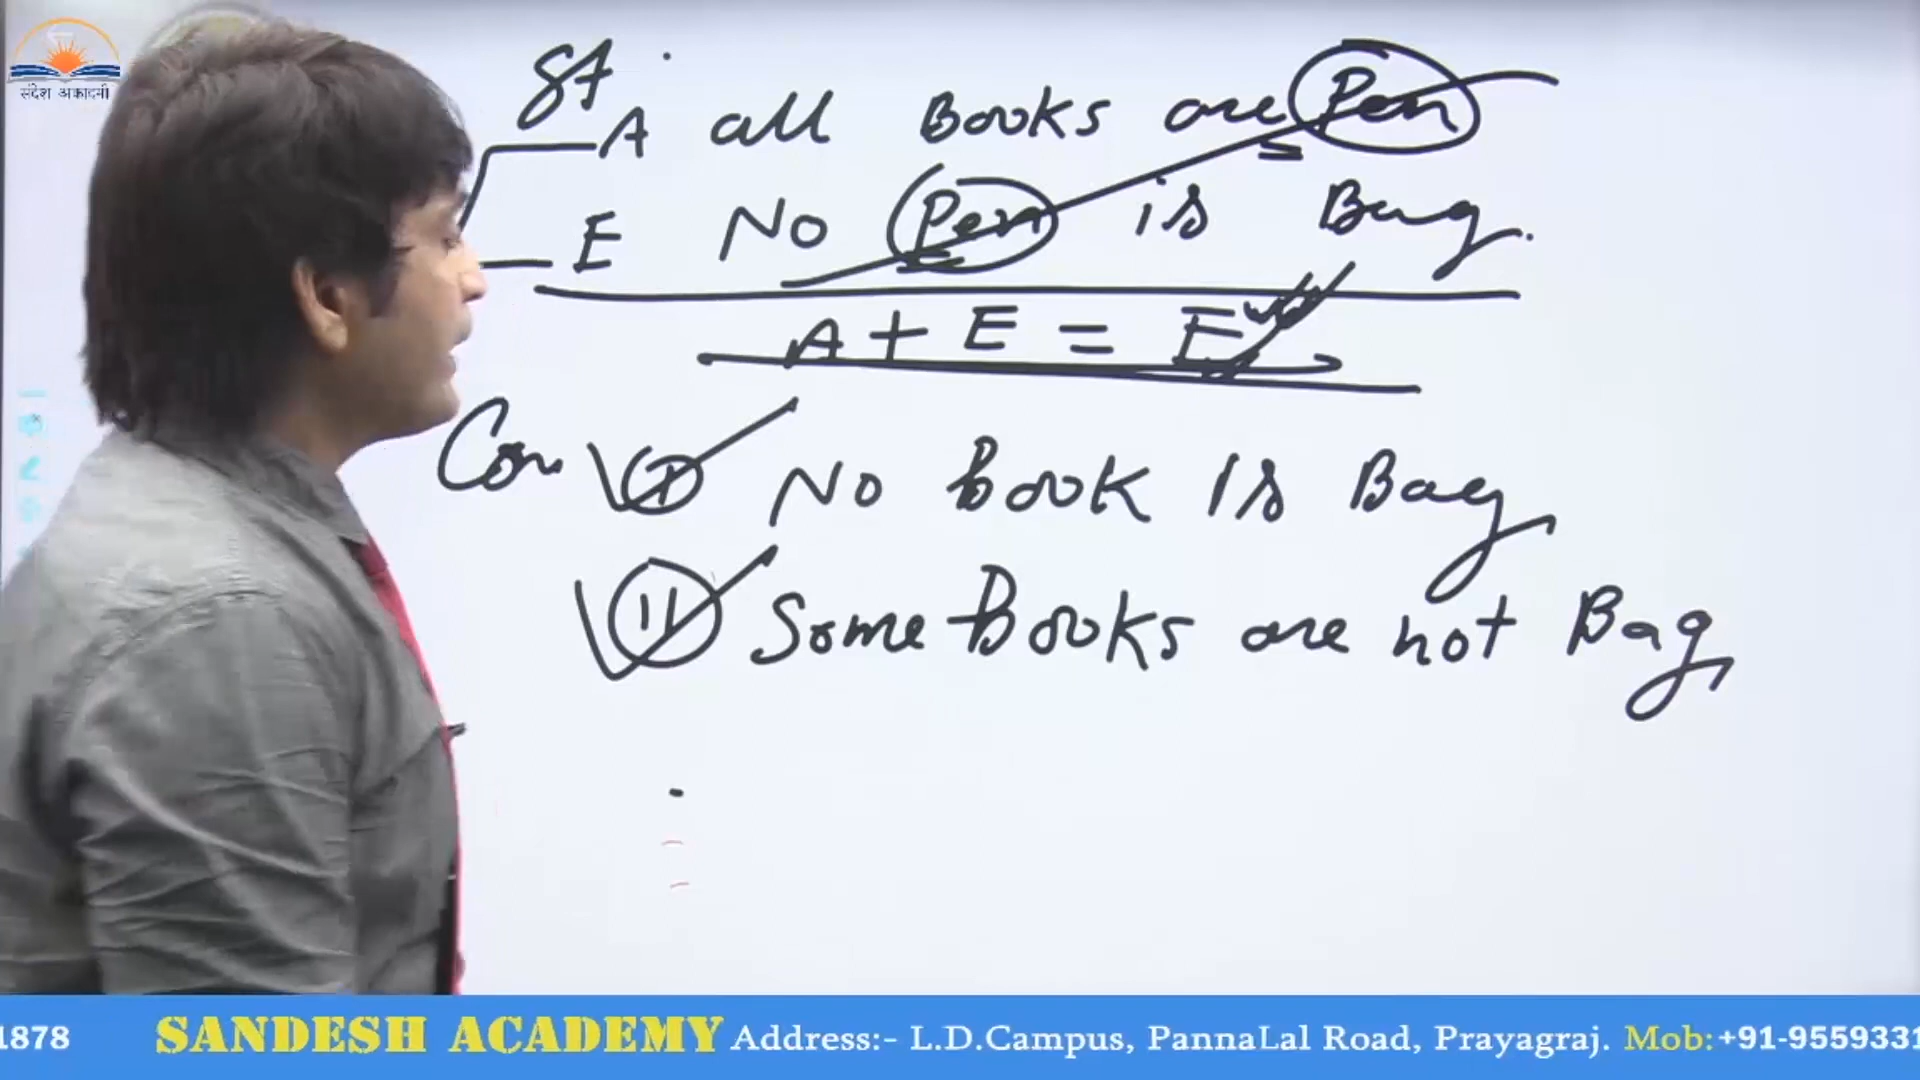 संदेश अकादमी
St
A all Books are Pen
E No Pen is Bag.
A + E = E
Con I No Book Is Bag
II Some Books are not Bag
1878 SANDESH ACADEMY Address:- L.D.Campus, PannaLal Road, Prayagraj. Mob:+91-9559331